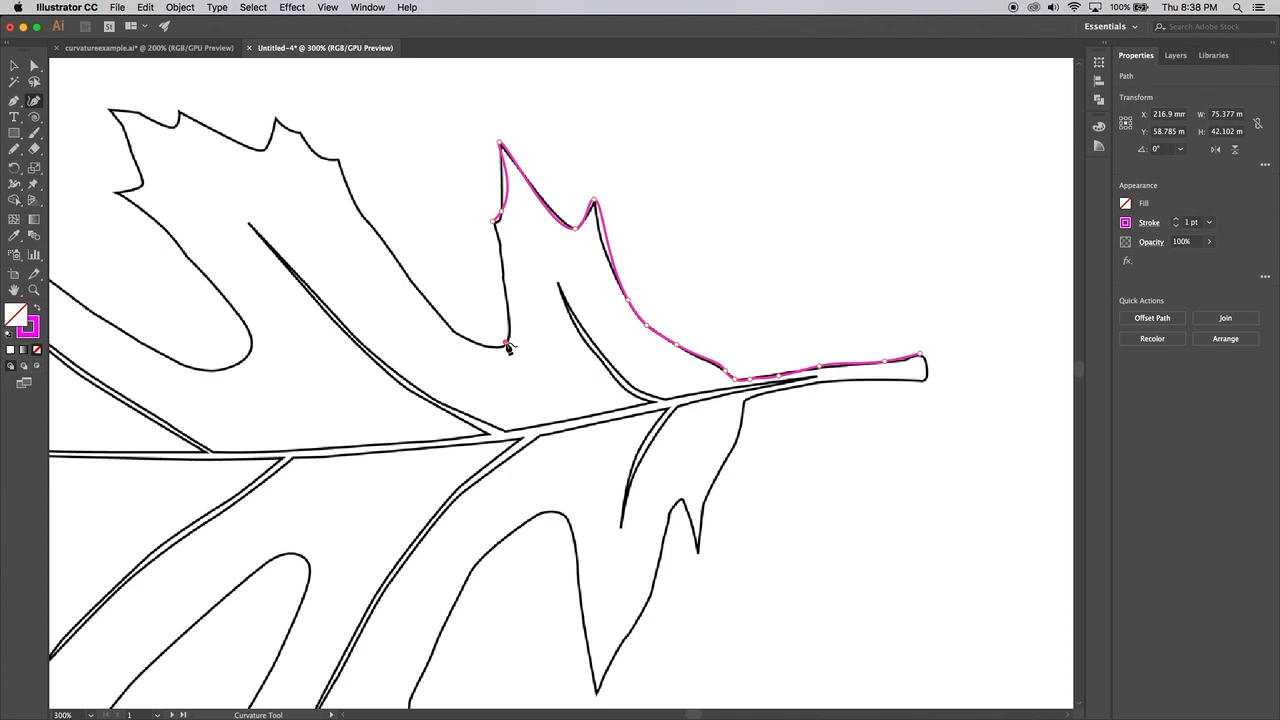 Illustrator CC File Edit Object Type Select Effect View Window Help 100% Thu 8:38 PM
Ai Br St Essentials Search Adobe Stock
curvatureexample.ai* @ 200% (RGB/GPU Preview) Untitled-4* @ 300% (RGB/GPU Preview)
Properties Layers Libraries
Path
Transform
X: 216.9 mm W: 75.377 m
Y: 58.785 m H: 42.102 m
0°
Appearance
Fill
Stroke 1 pt
Opacity 100%
fx.
Quick Actions
Offset Path Join
Recolor Arrange
300% 1 Curvature Tool